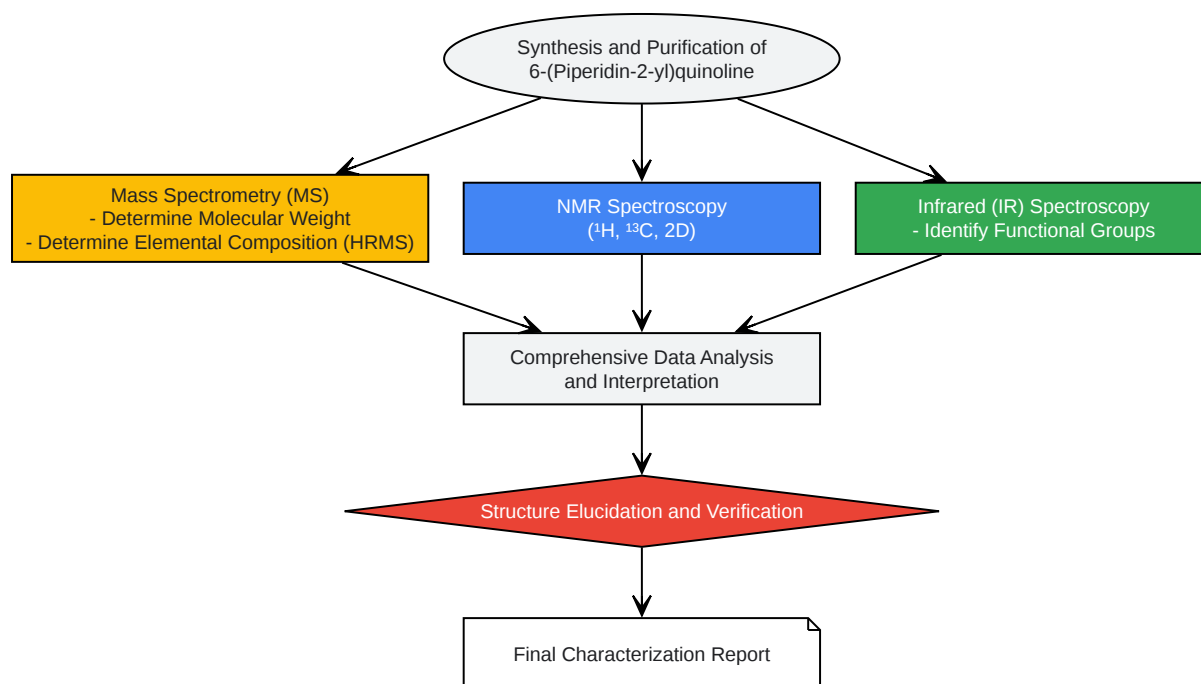 Synthesis and Purification of
6-(Piperidin-2-yl)quinoline
Mass Spectrometry (MS)
- Determine Molecular Weight
- Determine Elemental Composition (HRMS)
NMR Spectroscopy
(¹H, ¹³C, 2D)
Infrared (IR) Spectroscopy
- Identify Functional Groups
Comprehensive Data Analysis
and Interpretation
Structure Elucidation and Verification
Final Characterization Report